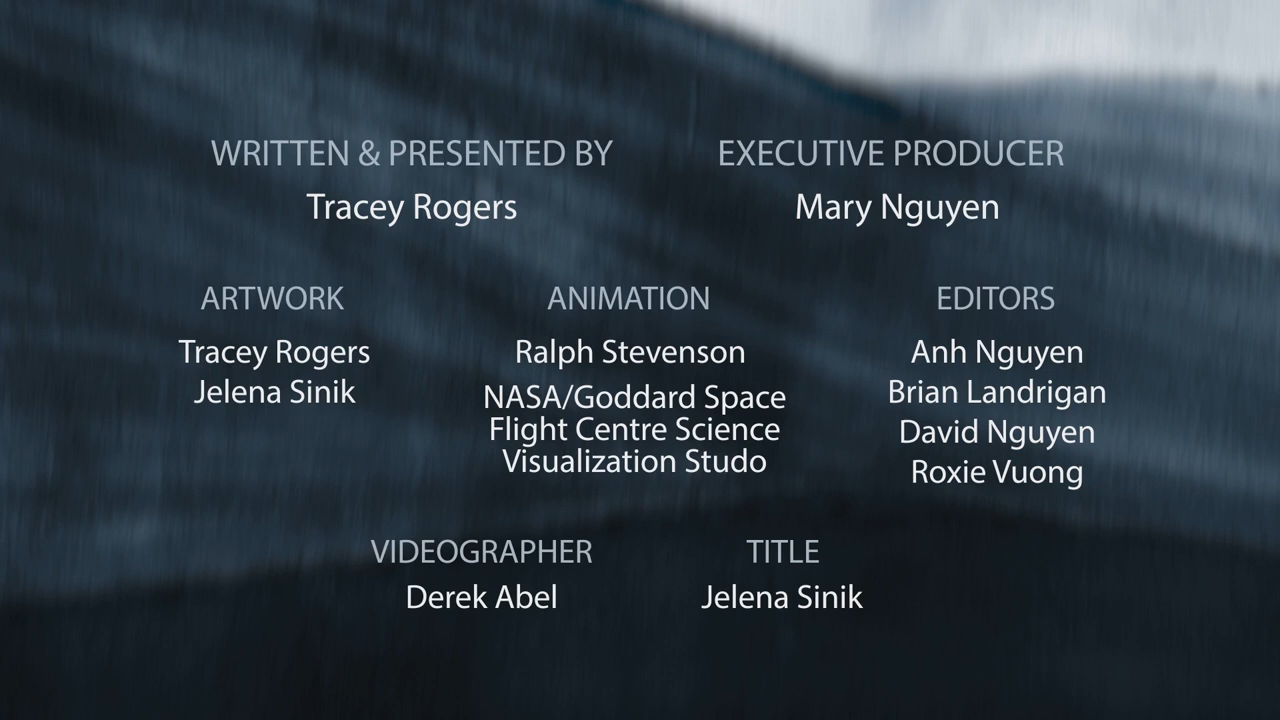 WRITTEN & PRESENTED BY
Tracey Rogers
EXECUTIVE PRODUCER
Mary Nguyen
ARTWORK
Tracey Rogers
Jelena Sinik
ANIMATION
Ralph Stevenson
NASA/Goddard Space
Flight Centre Science
Visualization Studo
EDITORS
Anh Nguyen
Brian Landrigan
David Nguyen
Roxie Vuong
VIDEOGRAPHER
Derek Abel
TITLE
Jelena Sinik